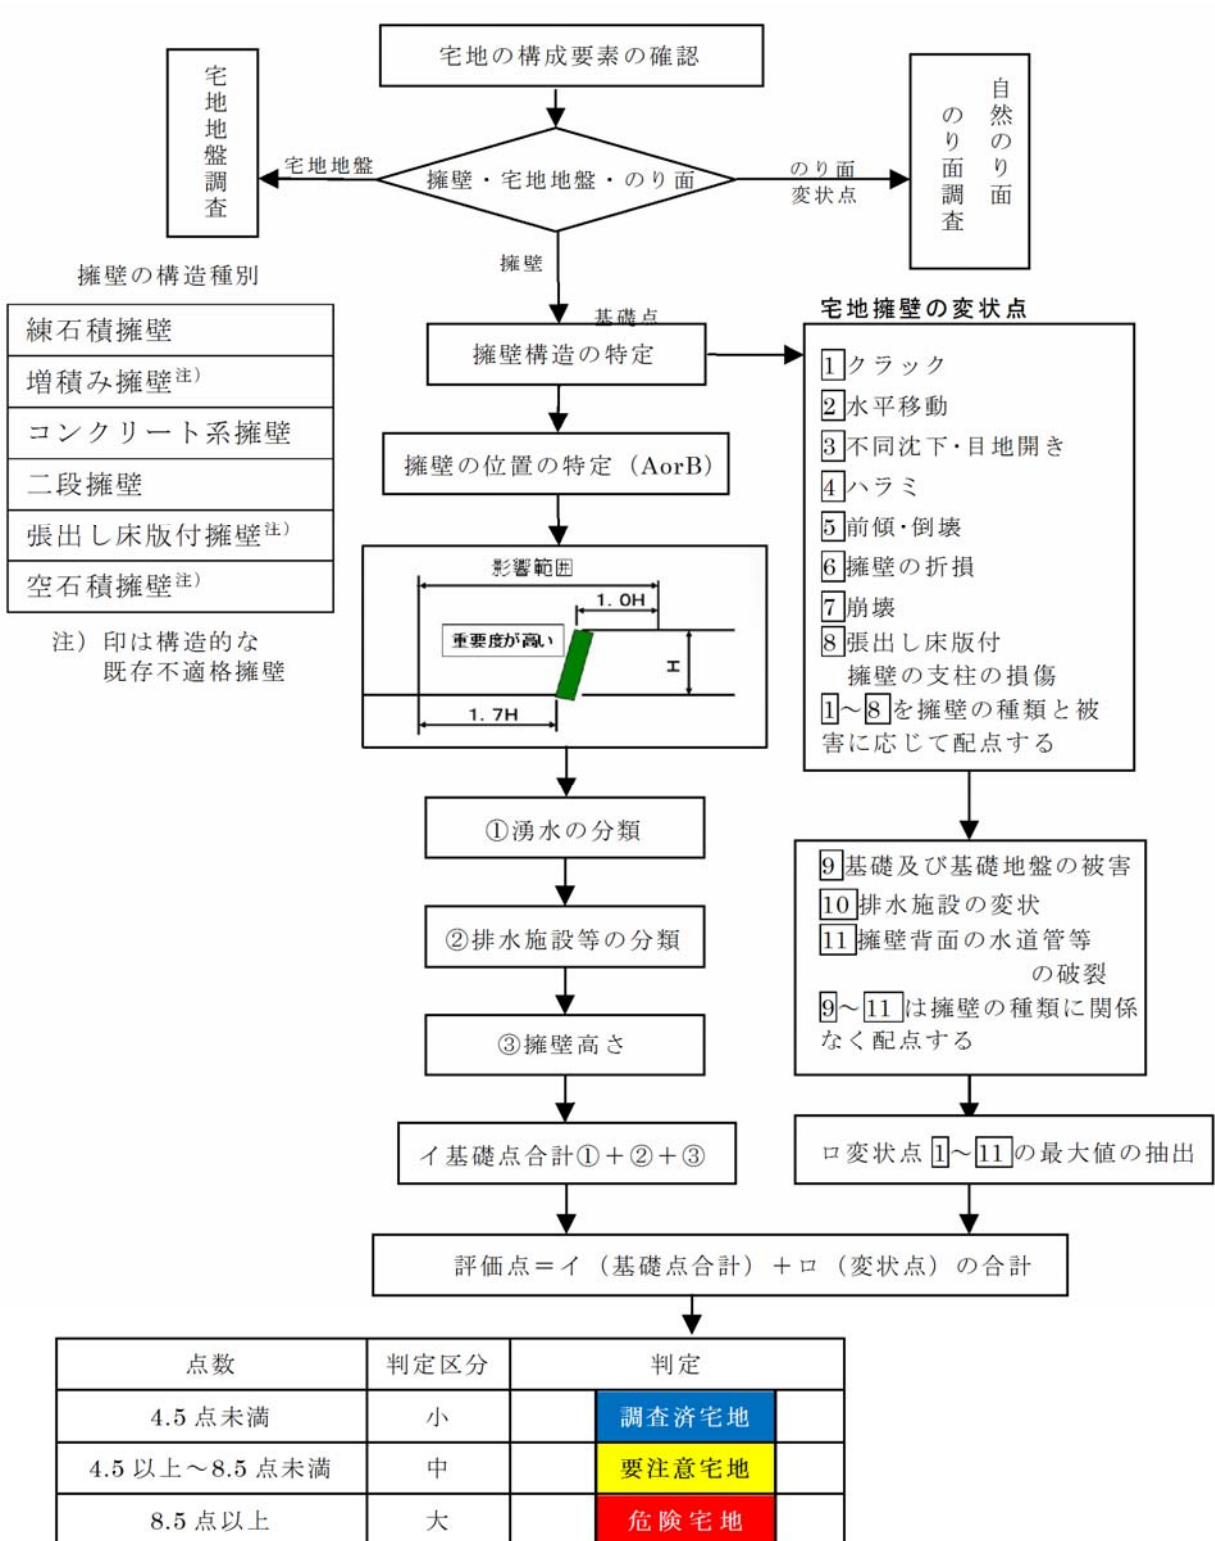 宅地の構成要素の確認
宅地地盤調査
宅地地盤
擁壁・宅地地盤・のり面
のり面
変状点
自然のり面
のり面調査
擁壁
擁壁の構造種別
練石積擁壁
増積み擁壁注）
コンクリート系擁壁
二段擁壁
張出し床版付擁壁注）
空石積擁壁注）
注）印は構造的な
既存不適格擁壁
基礎点
擁壁構造の特定
擁壁の位置の特定（AorB）
影響範囲
1.0H
重要度が高い
H
1.7H
①湧水の分類
②排水施設等の分類
③擁壁高さ
イ基礎点合計①＋②＋③
宅地擁壁の変状点
1クラック
2水平移動
3不同沈下・目地開き
4ハラミ
5前傾・倒壊
6擁壁の折損
7崩壊
8張出し床版付
擁壁の支柱の損傷
1～8を擁壁の種類と被
害に応じて配点する
9基礎及び基礎地盤の被害
10排水施設の変状
11擁壁背面の水道管等
の破裂
9～11は擁壁の種類に関係
なく配点する
ロ変状点1～11の最大値の抽出
評価点＝イ（基礎点合計）＋ロ（変状点）の合計
点数 判定区分 判定
4.5点未満 小 調査済宅地
4.5以上～8.5点未満 中 要注意宅地
8.5点以上 大 危険宅地